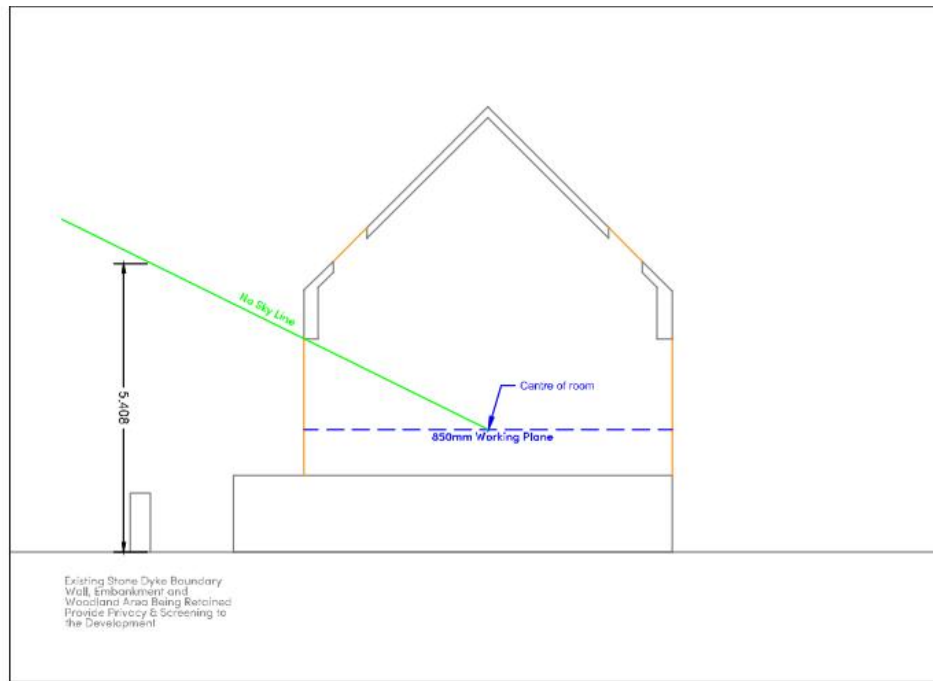 No Sky Line
Centre of room
850mm Working Plane
5.408
Existing Stone Dyke Boundary
Wall, Embankment and
Woodland Area Being Retained
Provide Privacy & Screening to
the Development